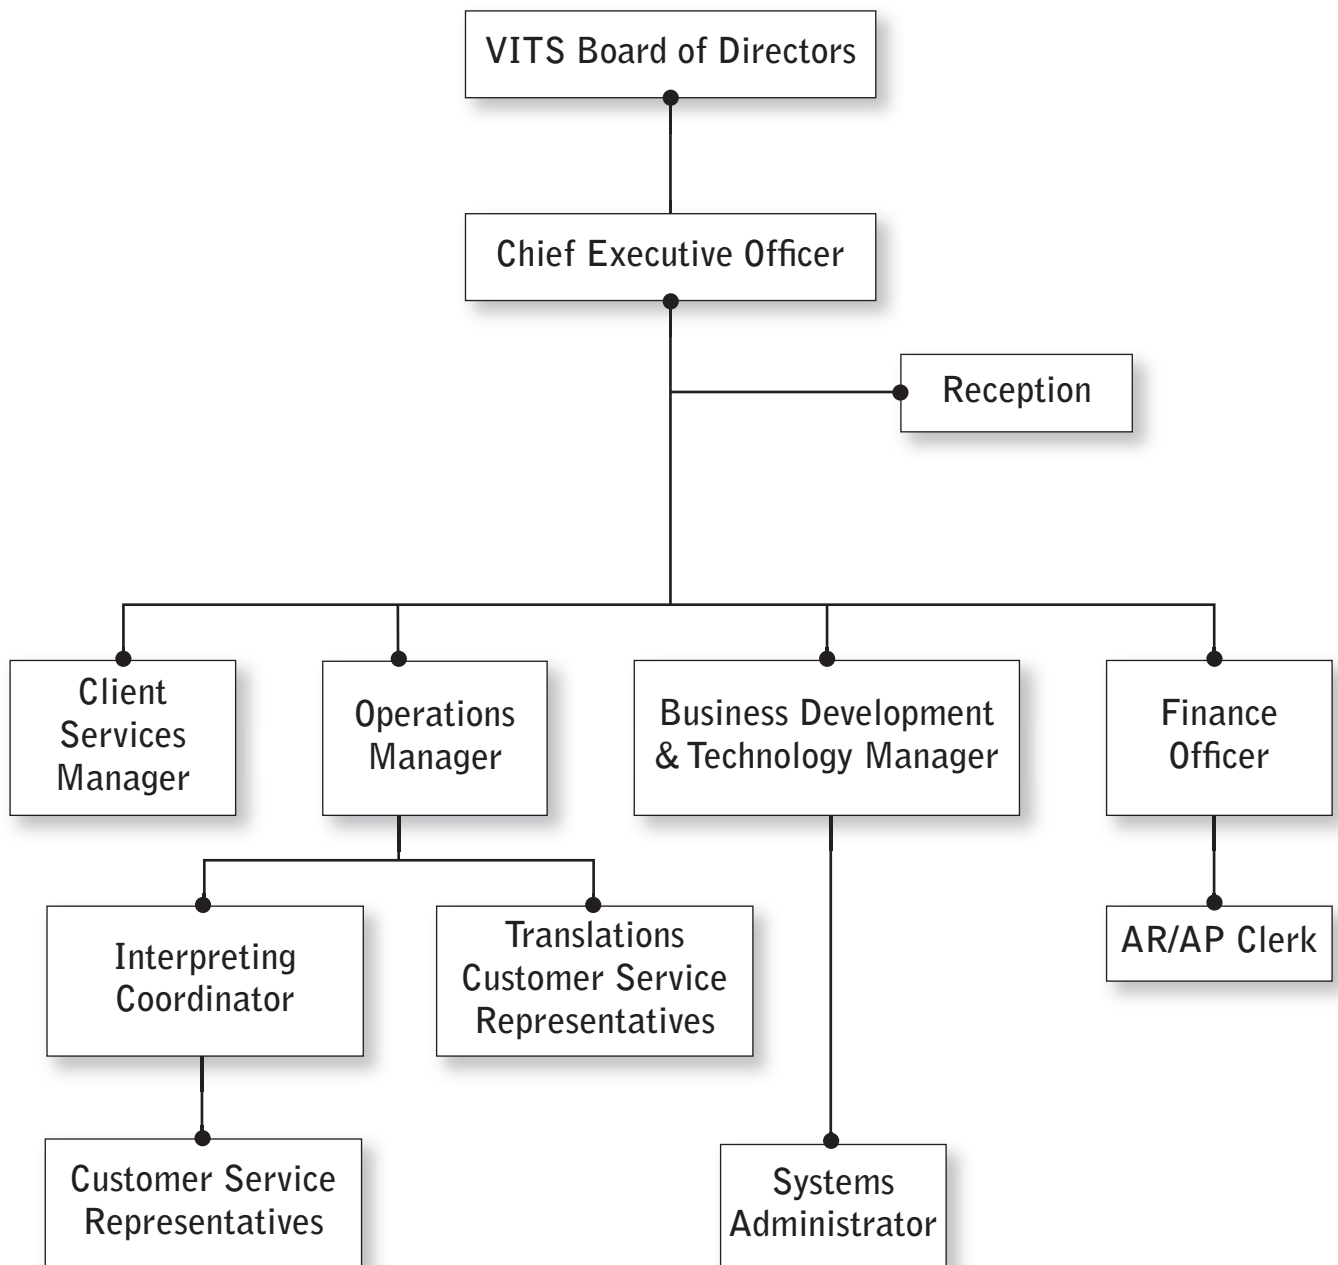 VITS Board of Directors
Chief Executive Officer
Reception
Client
Services
Manager
Operations
Manager
Business Development
& Technology Manager
Finance
Officer
Interpreting
Coordinator
Translations
Customer Service
Representatives
AR/AP Clerk
Customer Service
Representatives
Systems
Administrator